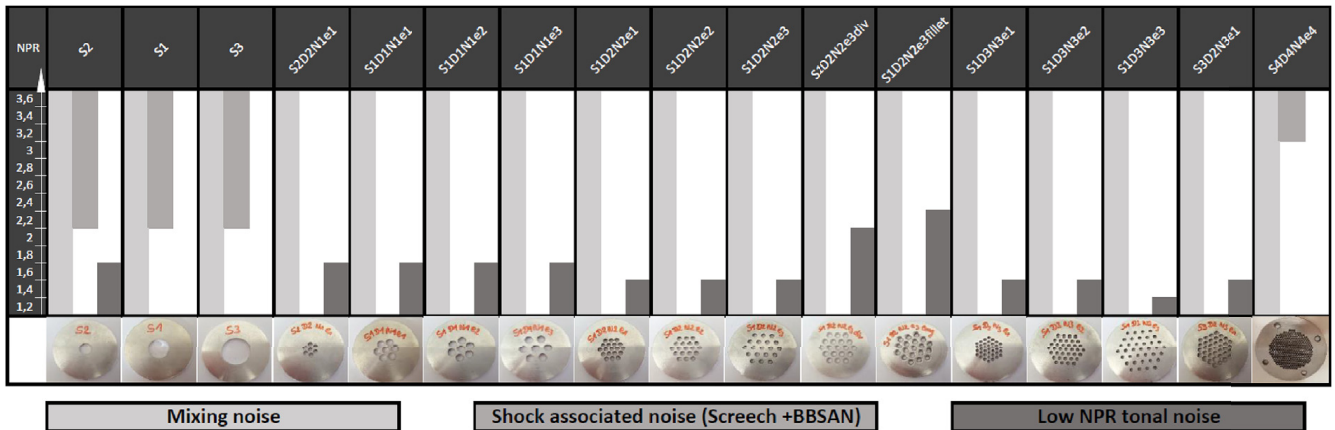 NPR
S2
S1
S3
S2D2N1e1
S1D1N1e1
S1D1N1e2
S1D1N1e3
S1D2N2e1
S1D2N2e2
S1D2N2e3
S1D2N2e3fillet
S1D3N3e1
S1D3N3e2
S1D3N3e3
S3D2N3e1
S4D4N4e4
3,6
3,4
3,2
3
2,8
2,6
2,4
2,2
2
1,8
1,6
1,4
1,2
S2
S1
S3
Mixing noise
Shock associated noise (Screech +BBSAN)
Low NPR tonal noise